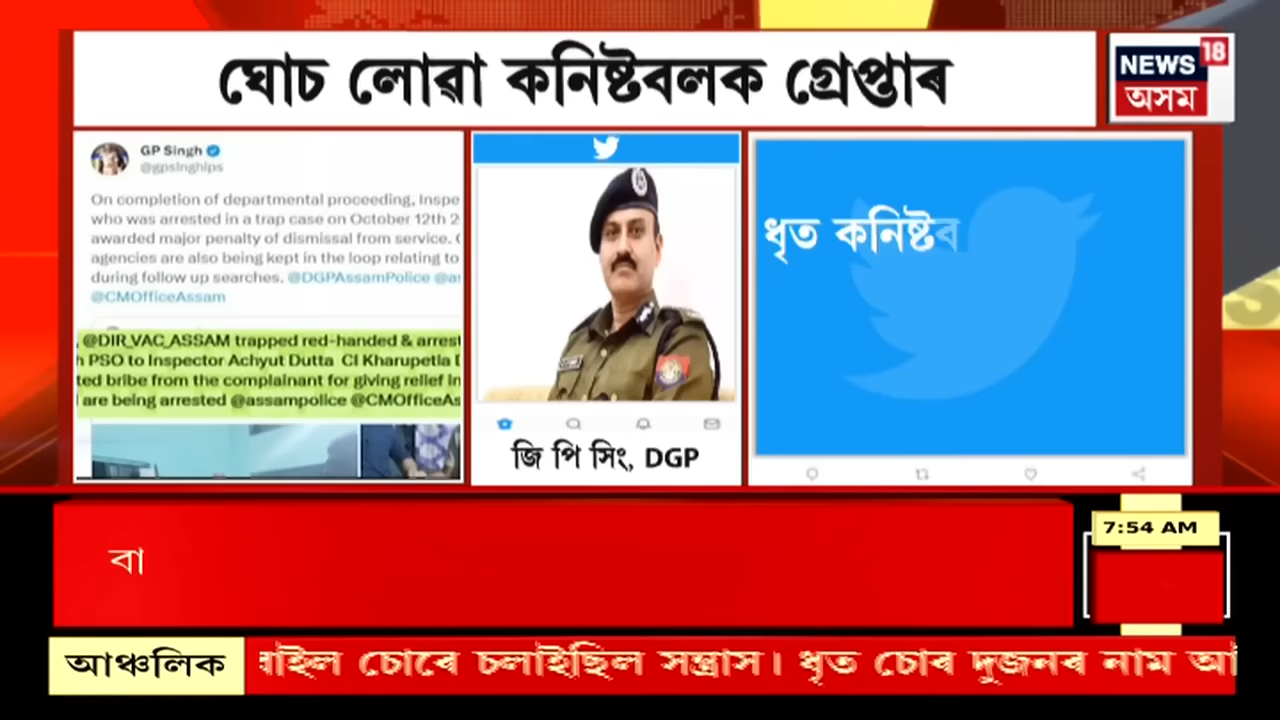 ঘোচ লোৱা কনিষ্টবলক গ্ৰেপ্তাৰ
NEWS 18
অসম
GP Singh
@gpsinghips
On completion of departmental proceeding, Inspe
who was arrested in a trap case on October 12th 2
awarded major penalty of dismissal from service.
agencies are also being kept in the loop relating to
during follow up searches. @DGPAssamPolice @as
@CMOfficeAssam
, @DIR_VAC_ASSAM trapped red-handed & arrest
h PSO to Inspector Achyut Dutta CI Kharupetia
ted bribe from the complainant for giving relief in
are being arrested @assampolice @CMOfficeAs
জি পি সিং, DGP
ধৃত কনিষ্টব
বা
7:54 AM
আঞ্চলিক
বাইল চোৰে চলাইছিল সন্ত্ৰাস। ধৃত চোৰ দুজনৰ নাম আ